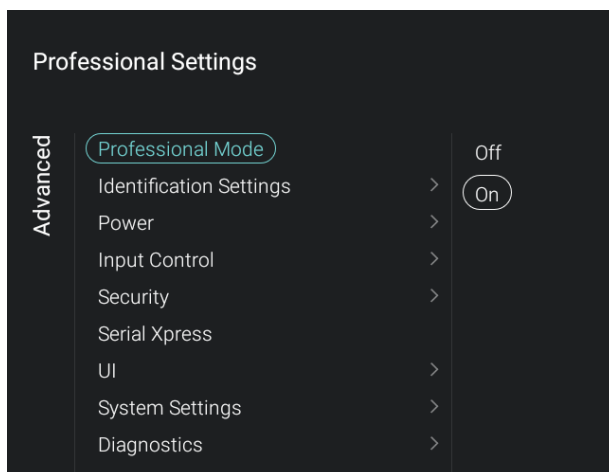 Professional Settings
Advanced
Professional Mode
Off
Identification Settings
On
Power
Input Control
Security
Serial Xpress
UI
System Settings
Diagnostics